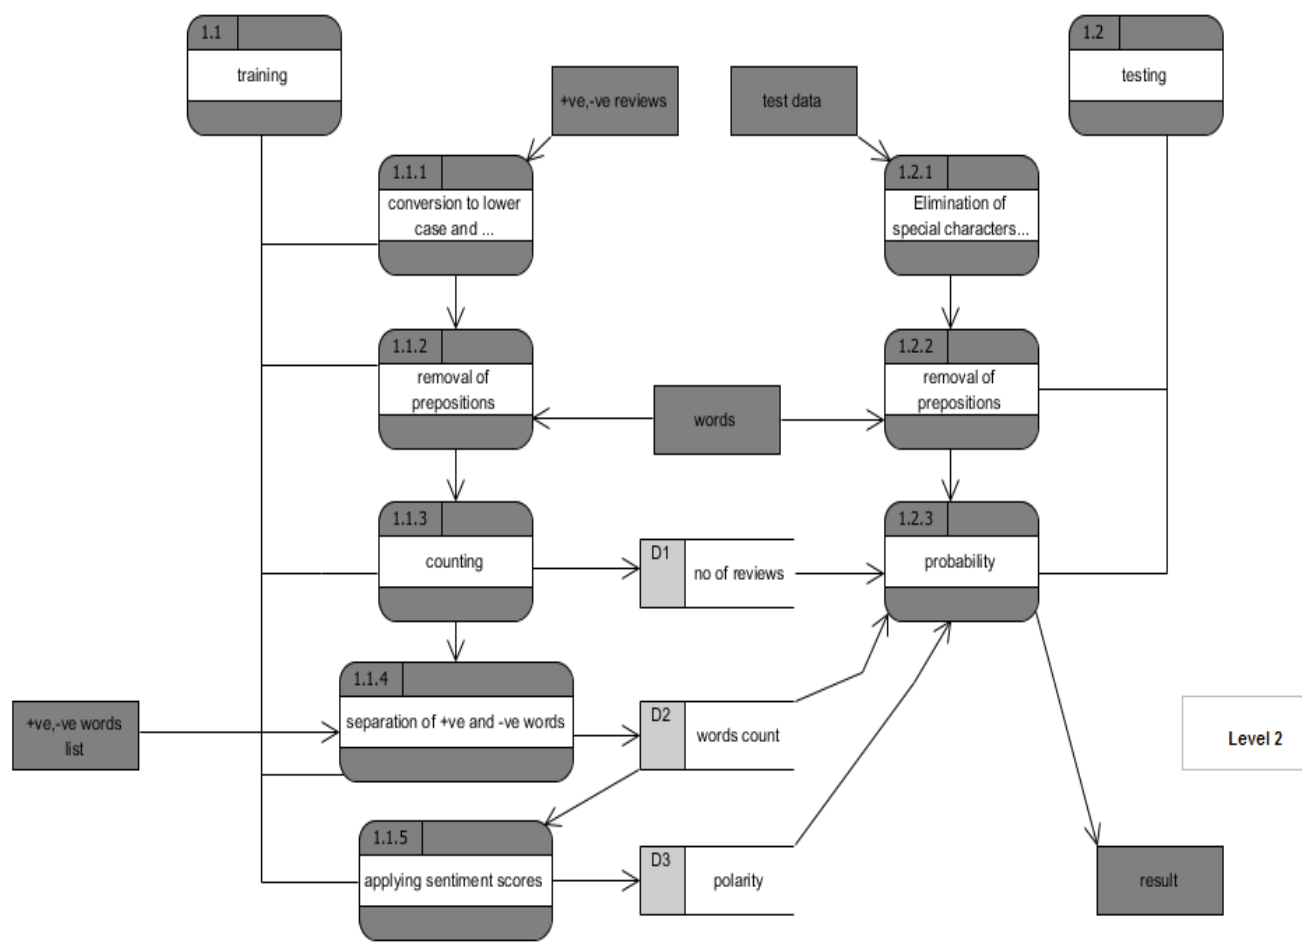 1.1
training
1.2
testing
+ve,-ve reviews
test data
1.1.1
conversion to lower
case and ...
1.2.1
Elimination of
special characters...
1.1.2
removal of
prepositions
1.2.2
removal of
prepositions
words
1.1.3
counting
D1
no of reviews
1.2.3
probability
1.1.4
separation of +ve and -ve words
+ve,-ve words
list
D2
words count
Level 2
1.1.5
applying sentiment scores
D3
polarity
result